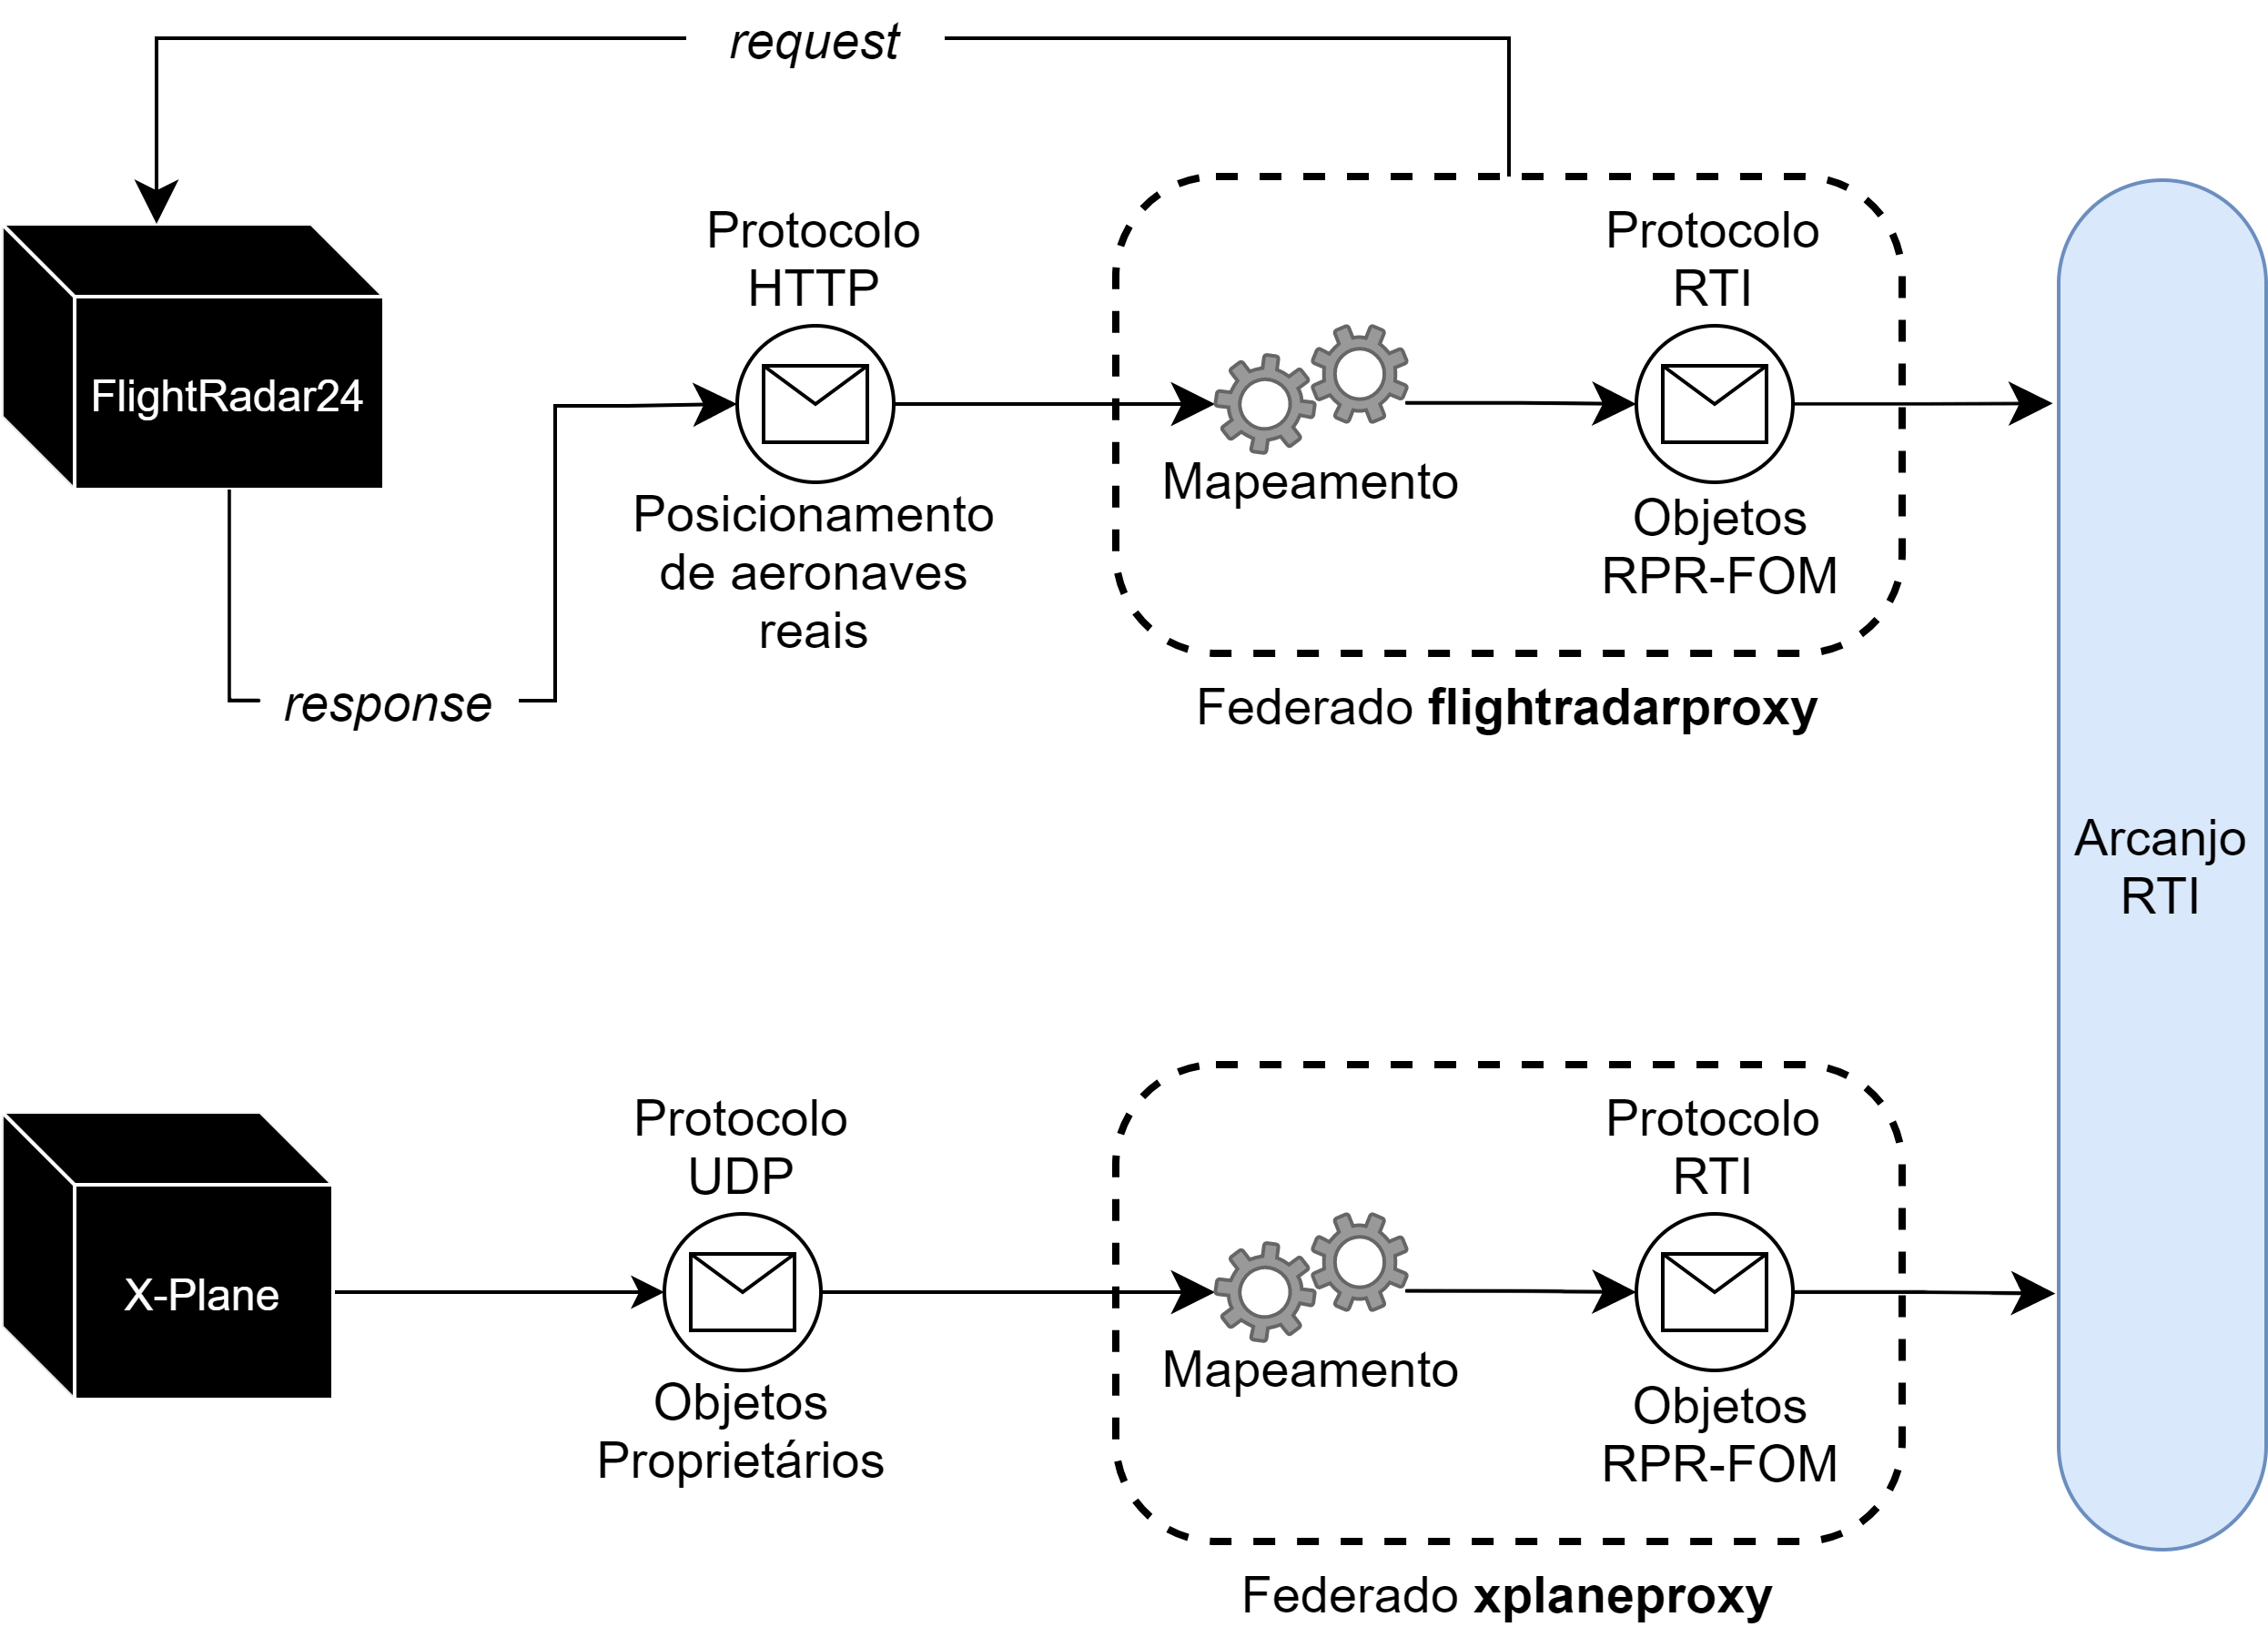 request
FlightRadar24
Protocolo
HTTP
Posicionamento
de aeronaves
reais
response
Mapeamento
Protocolo
RTI
Objetos
RPR-FOM
Federado flightradarproxy
Arcanjo
RTI
X-Plane
Protocolo
UDP
Objetos
Proprietários
Mapeamento
Protocolo
RTI
Objetos
RPR-FOM
Federado xplaneproxy